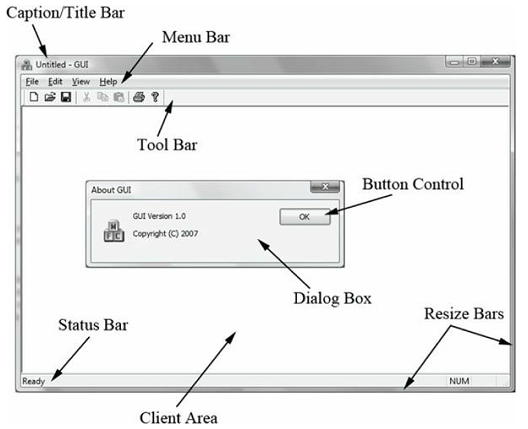 Caption/Title Bar
Menu Bar
Untitled - GUI
File Edit View Help
Tool Bar
Button Control
About GUI
GUI Version 1.0
OK
Copyright (C) 2007
M
F C
Dialog Box
Resize Bars
Status Bar
Ready
NUM
Client Area